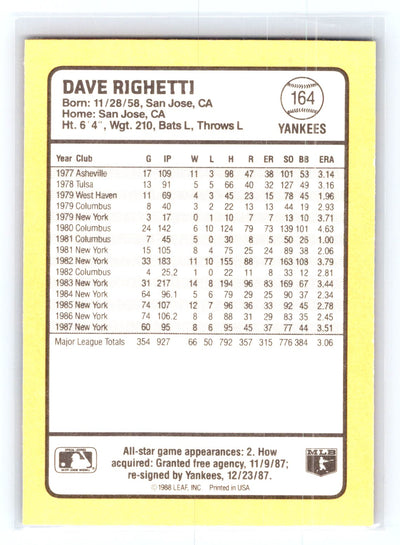 DAVE RIGHETTI
Born: 11/28/58, San Jose, CA
Home: San Jose, CA
Ht. 6'4", Wgt. 210, Bats L, Throws L
164
YANKEES
Year Club G IP W L H R ER SO BB ERA
1977 Asheville 17 109 11 3 98 47 38 101 53 3.14
1978 Tulsa 13 91 5 5 66 40 32 127 49 3.16
1979 West Haven 11 69 4 3 45 23 15 78 45 1.96
1979 Columbus 8 40 3 2 22 13 13 44 19 2.93
1979 New York 3 17 0 1 10 7 7 13 10 3.71
1980 Columbus 24 142 6 10 124 79 73 139 101 4.63
1981 Columbus 7 45 5 0 30 8 5 50 26 1.00
1981 New York 15 105 8 4 75 25 24 89 38 2.06
1982 New York 33 183 11 10 155 88 77 163 108 3.79
1982 Columbus 4 25.2 1 0 22 11 8 33 12 2.81
1983 New York 31 217 14 8 194 96 83 169 67 3.44
1984 New York 64 96.1 5 6 79 29 25 90 37 2.34
1985 New York 74 107 12 7 96 36 33 92 45 2.78
1986 New York 74 106.2 8 8 88 31 29 83 35 2.45
1987 New York 60 95 8 6 95 45 37 77 44 3.51
Major League Totals 354 927 66 50 792 357 315 776 384 3.06
All-star game appearances: 2. How
acquired: Granted free agency, 11/9/87;
re-signed by Yankees, 12/23/87.
© 1988 LEAF, INC Printed in USA
MLB